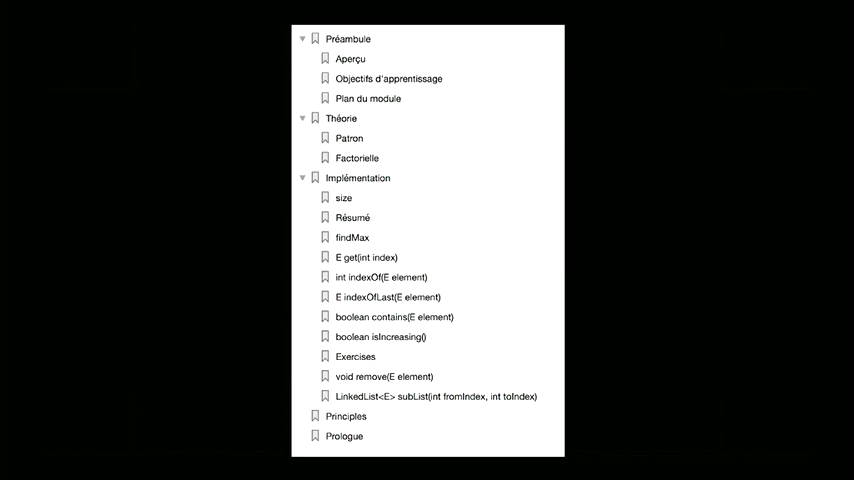 Préambule
Aperçu
Objectifs d'apprentissage
Plan du module
Théorie
Patron
Factorielle
Implémentation
size
Résumé
findMax
E get(int index)
int indexOf(E element)
E indexOfLast(E element)
boolean contains(E element)
boolean isIncreasing()
Exercises
void remove(E element)
LinkedList<E> subList(int fromIndex, int toIndex)
Principles
Prologue